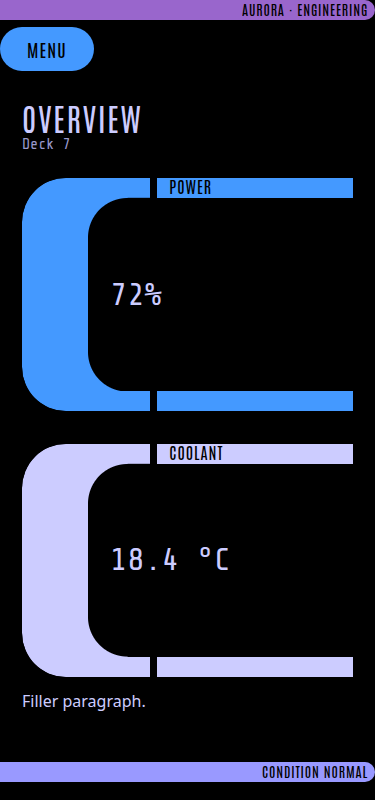 AURORA · ENGINEERING
MENU
OVERVIEW
Deck 7
POWER
72%
COOLANT
18.4 °C
Filler paragraph.
CONDITION NORMAL